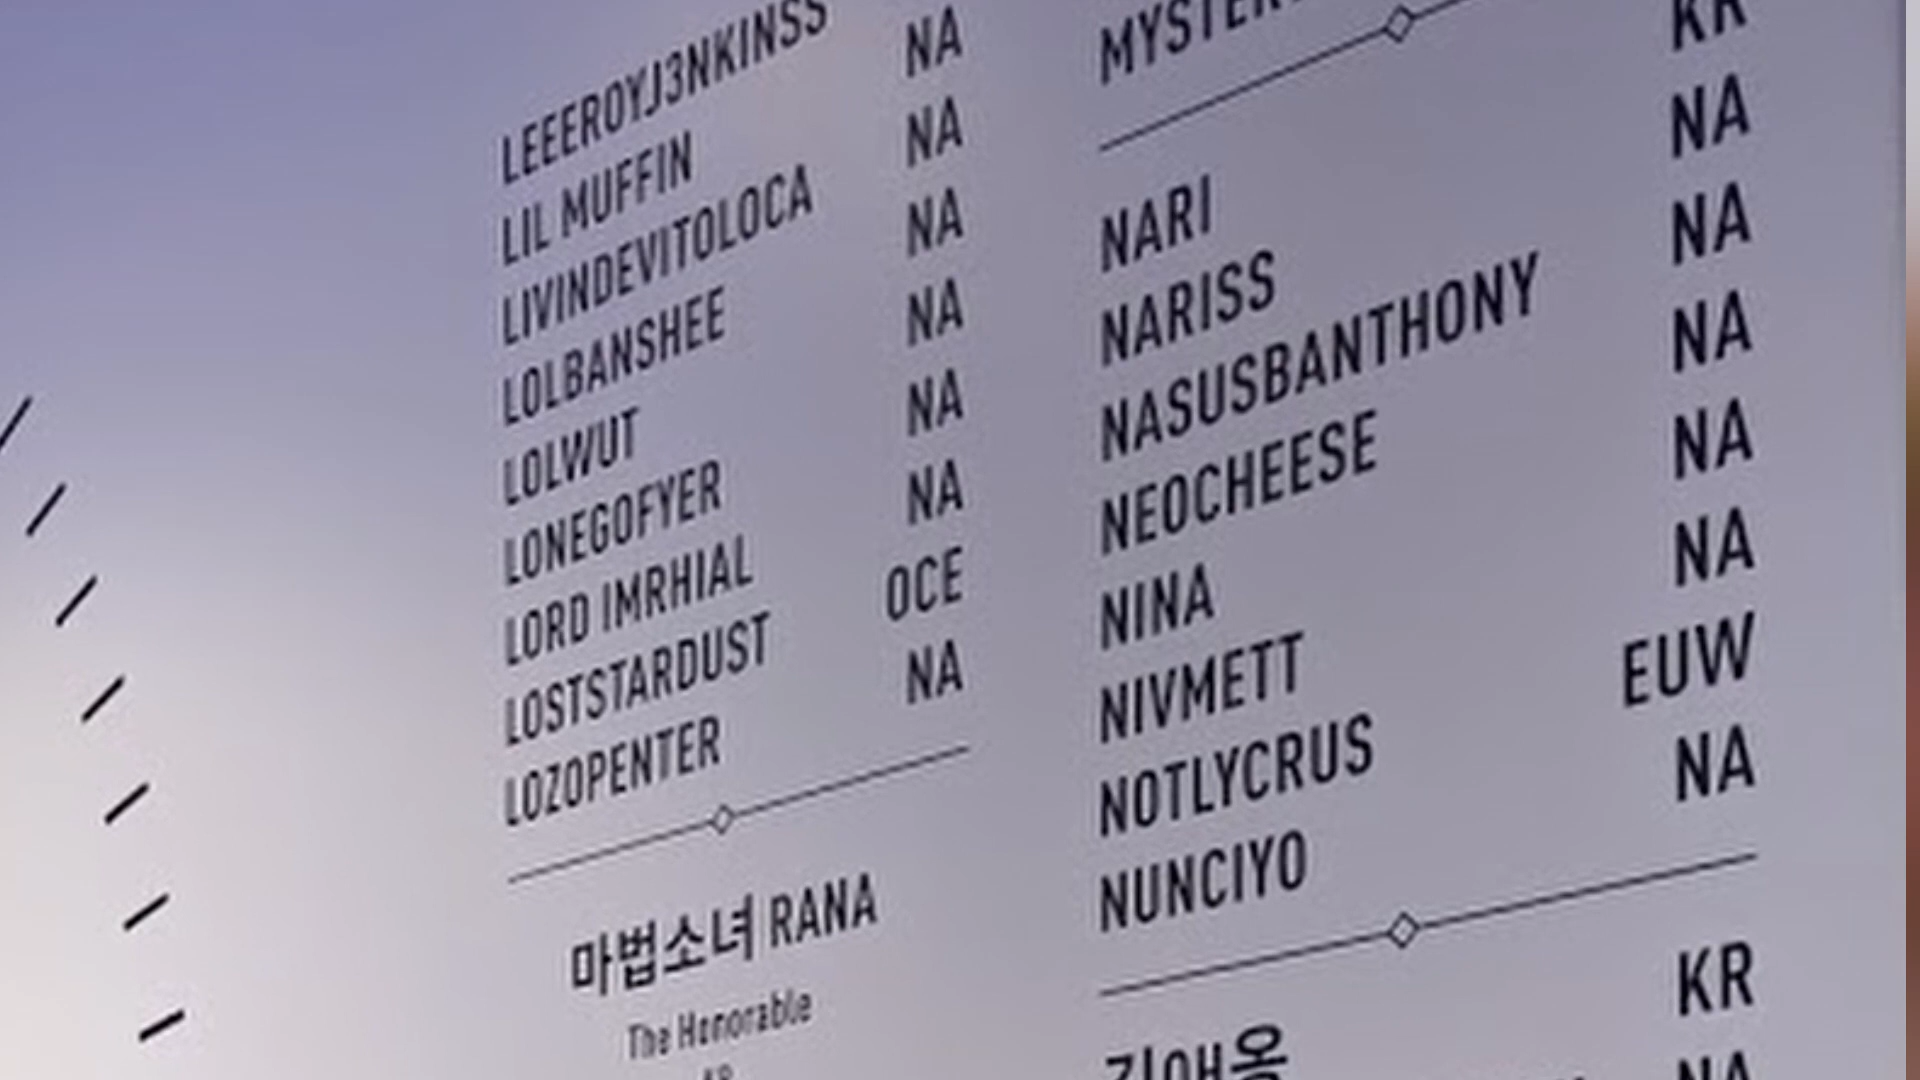 LEEEROYJ3NKINSS
LIL MUFFIN NA
LIVINDEVITOLOCA NA
LOLBANSHEE NA
LOLWUT NA
LONEGOFYER NA
LORD IMRHIAL NA
LOSTSTARDUST OCE
LOZOPENTER NA
마법소녀 RANA
The Honorable
NARI KR
NARISS NA
NASUSBANTHONY NA
NEOCHEESE NA
NINA NA
NIVMETT NA
NOTLYCRUS EUW
NUNCIYO NA
KR
NA